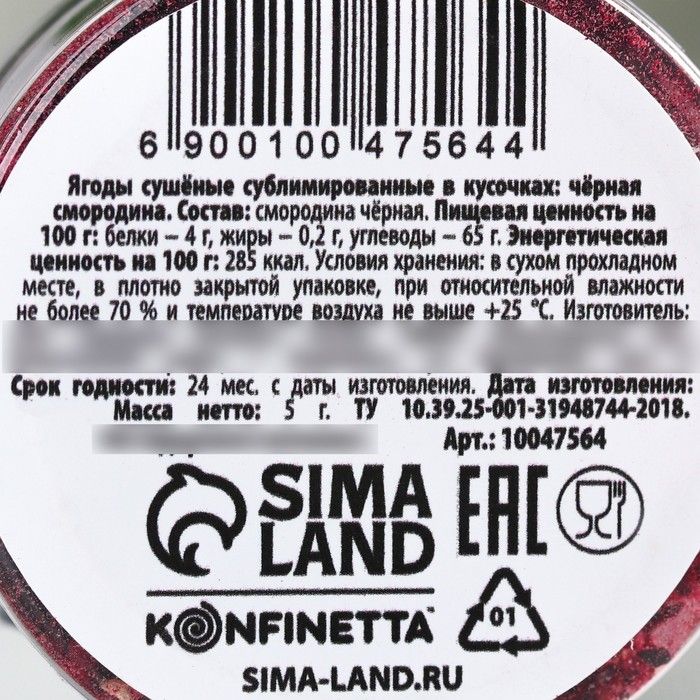 6 900100 475644
Ягоды сушёные сублимированные в кусочках: чёрная
смородина. Состав: смородина чёрная. Пищевая ценность на
100 г: белки – 4 г, жиры – 0,2 г, углеводы – 65 г. Энергетическая
ценность на 100 г: 285 ккал. Условия хранения: в сухом прохладном
месте, в плотно закрытой упаковке, при относительной влажности
не более 70 % и температуре воздуха не выше +25 °С. Изготовитель:
Срок годности: 24 мес. с даты изготовления. Дата изготовления:
Масса нетто: 5 г. ТУ 10.39.25-001-31948744-2018.
Арт.: 10047564
SIMA
LAND
EAC
KONFINETTA™
01
SIMA-LAND.RU